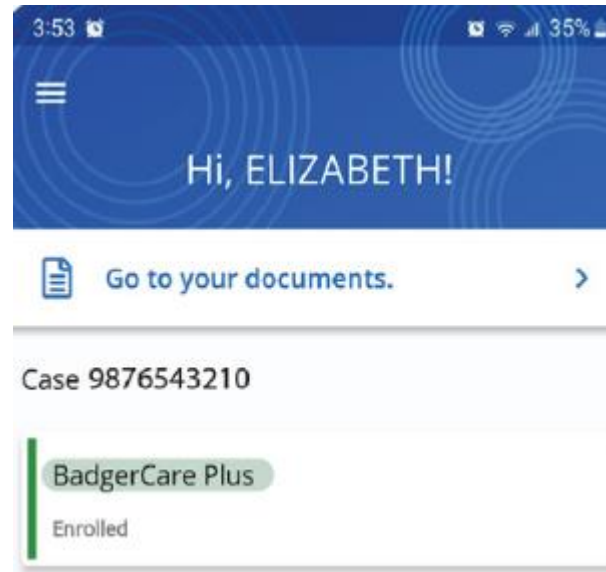 3:53 35%
Hi, ELIZABETH!
Go to your documents.
Case 9876543210
BadgerCare Plus
Enrolled